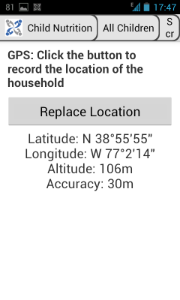 81 17:47
Child Nutrition All Children S
cr
GPS: Click the button to
record the location of the
household
Replace Location
Latitude: N 38°55'55"
Longitude: W 77°2'14"
Altitude: 106m
Accuracy: 30m